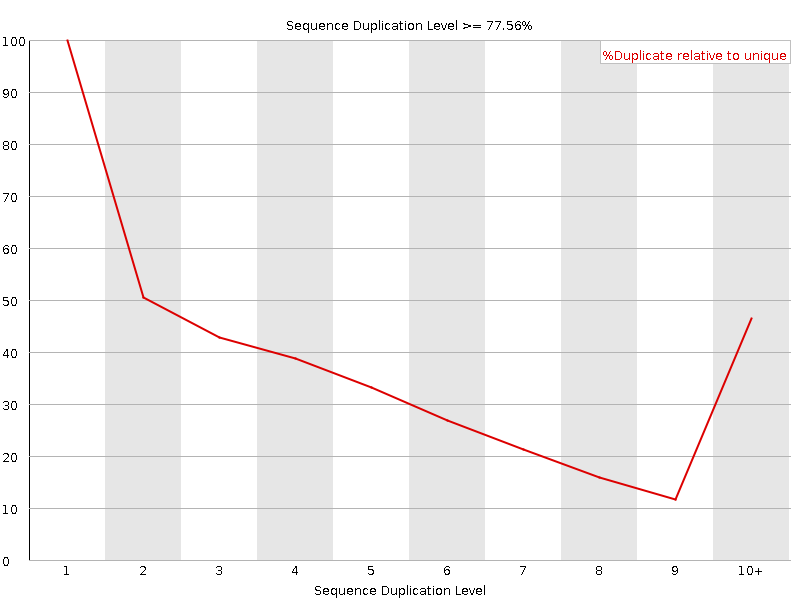 Sequence Duplication Level >= 77.56%
%Duplicate relative to unique
100
90
80
70
60
50
40
30
20
10
0
1 2 3 4 5 6 7 8 9 10+
Sequence Duplication Level